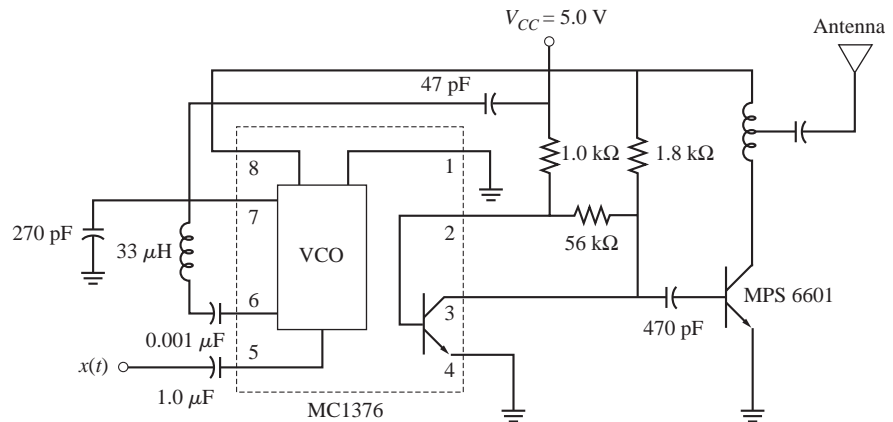 V_CC = 5.0 V
Antenna
47 pF
8
1
1.0 kΩ
1.8 kΩ
7
2
270 pF
33 μH
VCO
56 kΩ
6
3
MPS 6601
0.001 μF
470 pF
x(t)
5
4
1.0 μF
MC1376